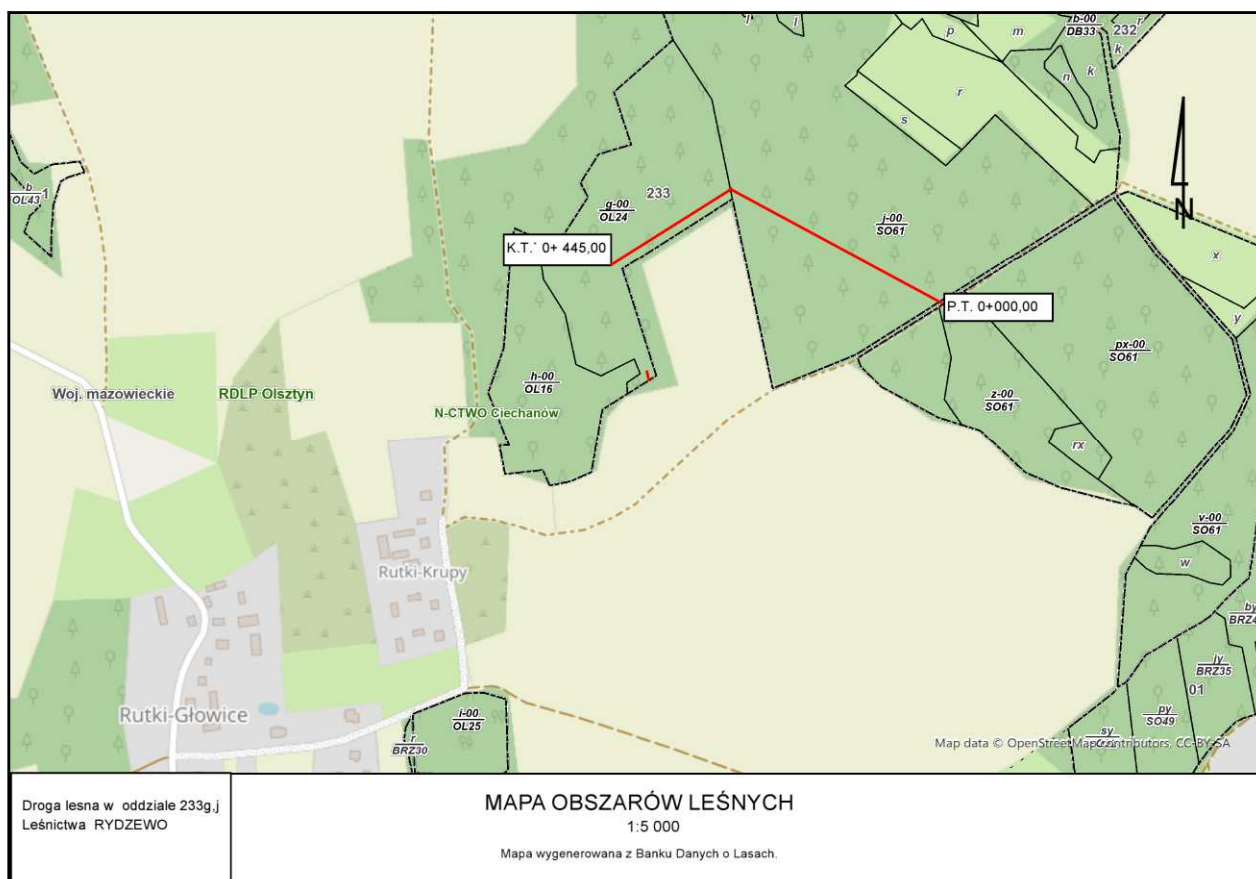 l
l
p
m
b-00
DB33
232
r
k
n
k
r
s
b
OL43
1
g-00
OL24
233
j-00
SO61
N
K.T.` 0+ 445,00
x
P.T. 0+000,00
y
px-00
SO61
h-00
OL16
Woj. mazowieckie
RDLP Olsztyn
z-00
SO61
N-CTWO Ciechanów
rx
v-00
SO61
w
Rutki-Krupy
by
jy
BRZ35
01
i-00
OL25
py
SO49
Rutki-Głowice
r
BRZ30
sy
Map data © OpenStreetMap contributors, CC-BY-SA
Droga lesna w oddziale 233g,j
Leśnictwa RYDZEWO
MAPA OBSZARÓW LEŚNYCH
1:5 000
Mapa wygenerowana z Banku Danych o Lasach.